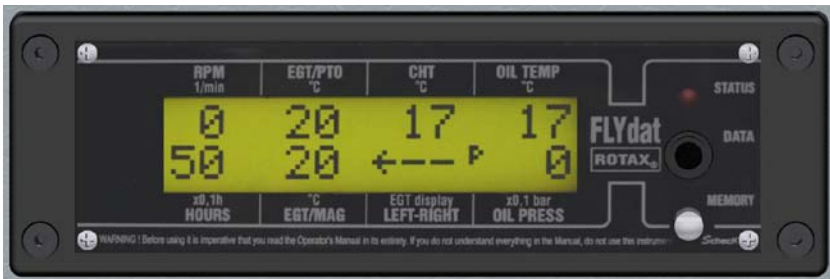 RPM EGT/PTO CHT OIL TEMP
1/min °C °C °C
STATUS
0 20 17 17
FLYdat
DATA
50 20 ←-- P 0
ROTAX®
x0,1h °C EGT display x0,1 bar
HOURS EGT/MAG LEFT-RIGHT OIL PRESS
MEMORY
WARNING ! Before using it is imperative that you read the Operator's Manual in its entirety. If you do not understand everything in the Manual, do not use this